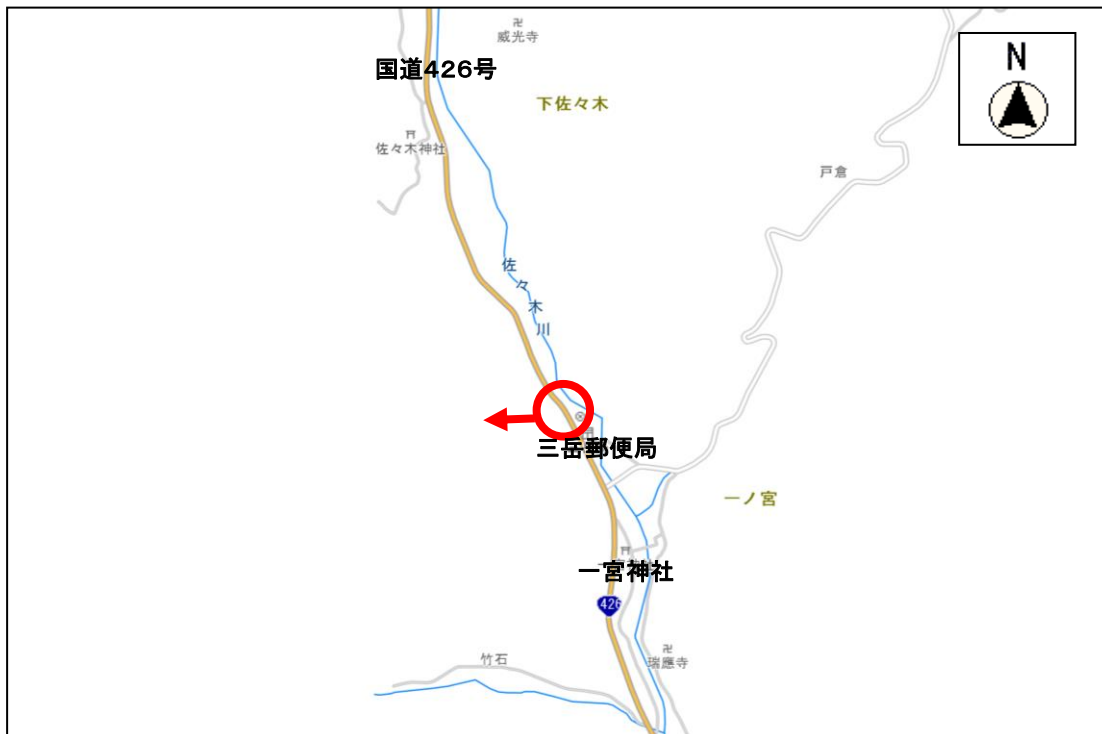 威光寺
国道426号
N
下佐々木
佐々木神社
戸倉
佐々木川
三岳郵便局
一ノ宮
一宮神社
426
竹石
瑞應寺